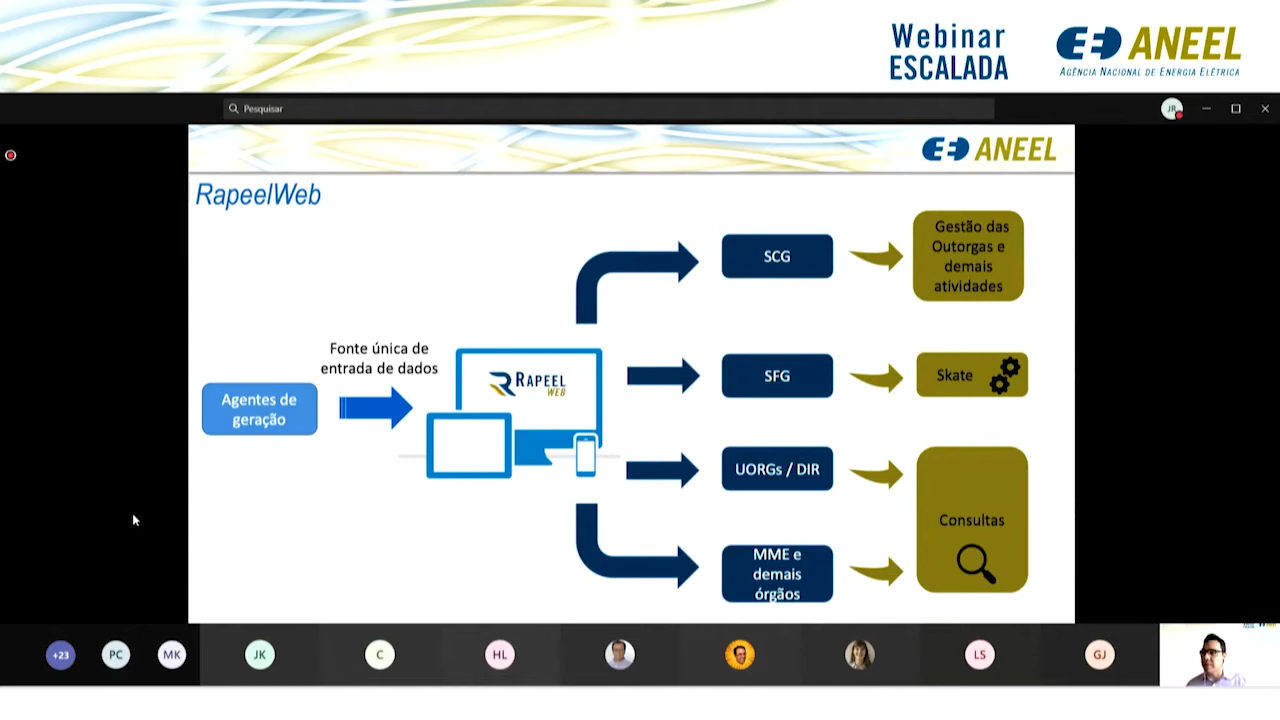 Webinar
ESCALADA
ANEEL
AGÊNCIA NACIONAL DE ENERGIA ELÉTRICA
Pesquisar
JR
ANEEL
RapeelWeb
Fonte única de
entrada de dados
Agentes de
geração
RAPEEL
WEB
SCG
Gestão das
Outorgas e
demais
atividades
SFG
Skate
UORGs / DIR
Consultas
MME e
demais
órgãos
+23
PC
MK
JK
C
HL
LS
GJ